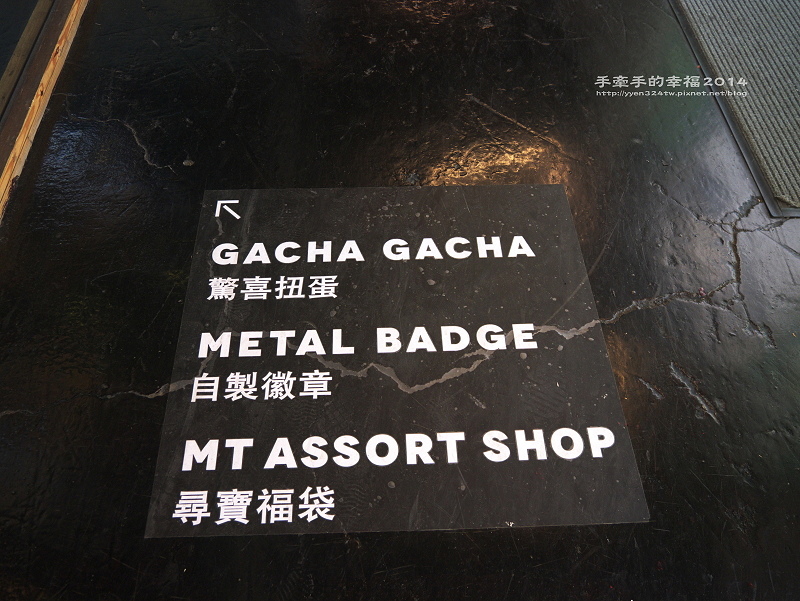 手牽手的幸福2014
http://yyen324tw.pixnet.net/blog
GACHA GACHA
驚喜扭蛋
METAL BADGE
自製徽章
MT ASSORT SHOP
尋寶福袋